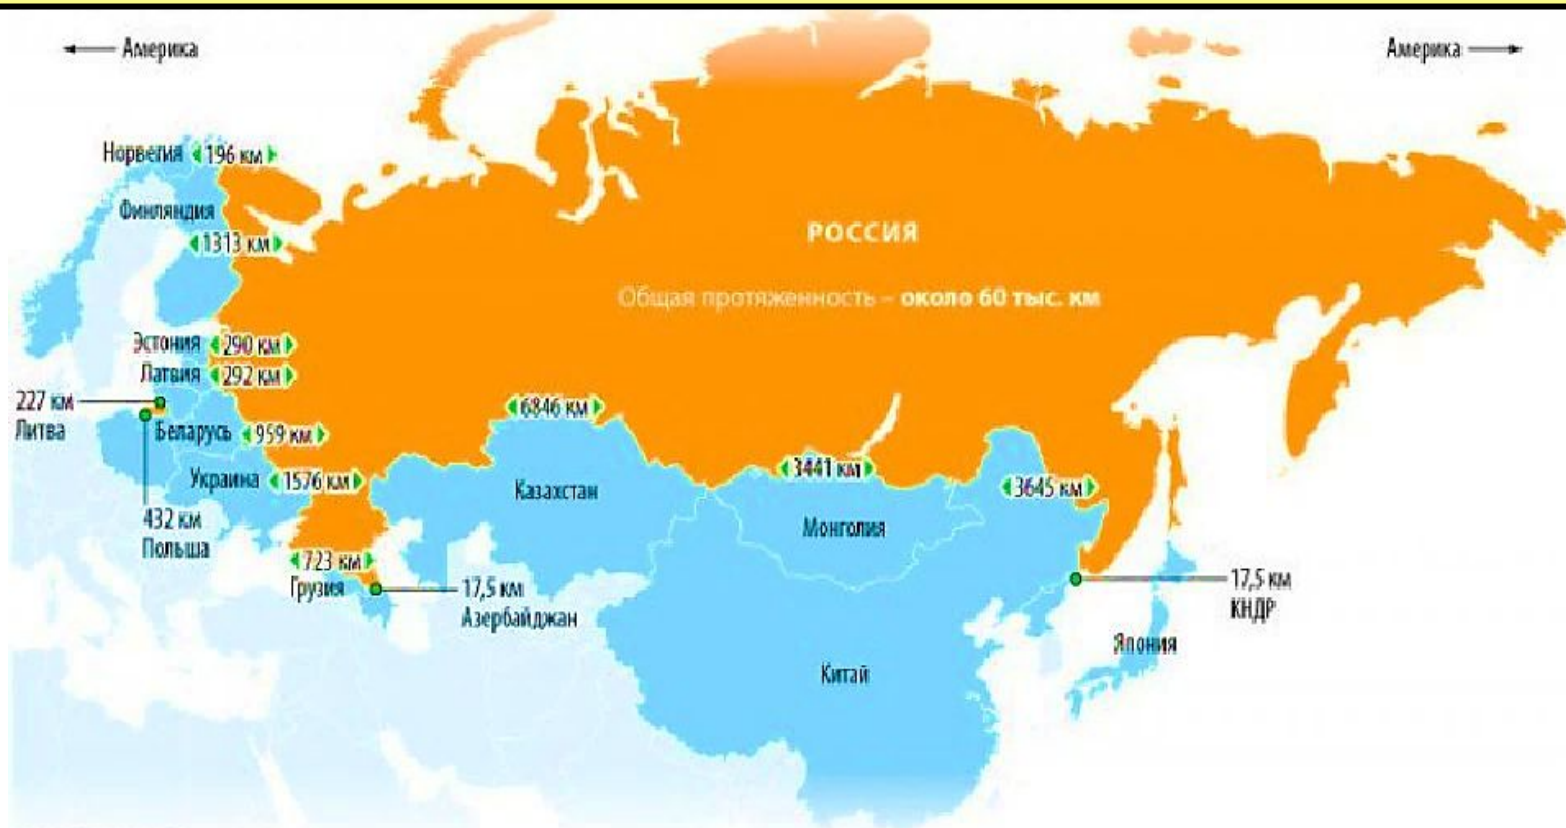 Америка
Америка
Норвегия 196 км
Финляндия
1313 км
РОССИЯ
Общая протяженность – около 60 тыс. км
Эстония 290 км
Латвия 292 км
227 км
Литва
6846 км
Беларусь 959 км
Украина 1576 км
3441 км
3645 км
Казахстан
432 км
Польша
Монголия
723 км
Грузия
17,5 км
Азербайджан
17,5 км
КНДР
Япония
Китай